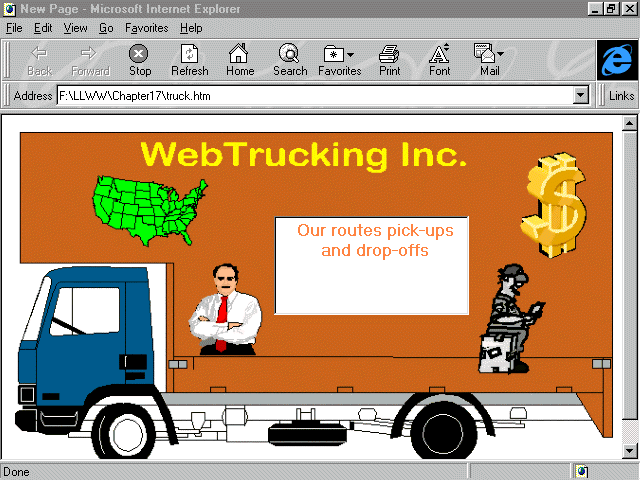 New Page - Microsoft Internet Explorer
File Edit View Go Favorites Help
Back Forward Stop Refresh Home Search Favorites Print Font Mail
Address F:\LLWW\Chapter17\truck.htm Links
WebTrucking Inc.
Our routes pick-ups
and drop-offs
Done